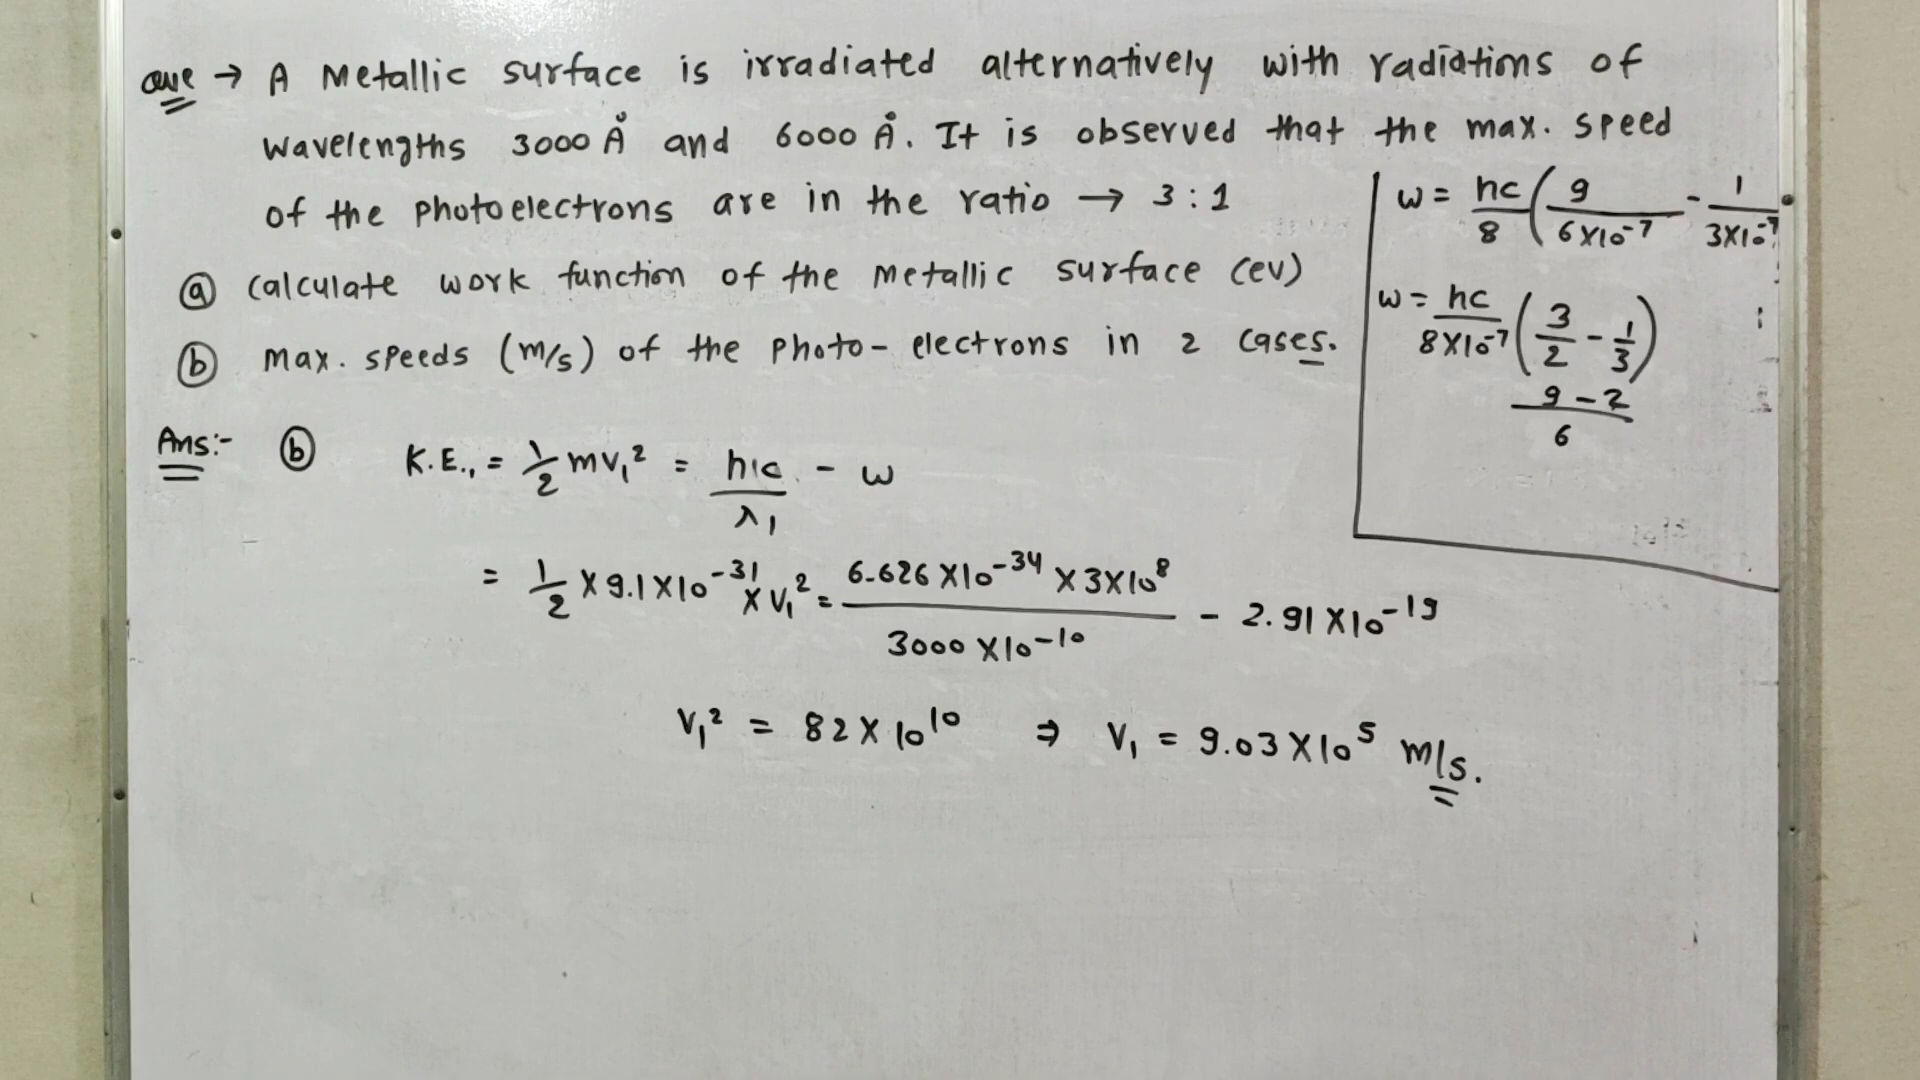 Que → A Metallic surface is irradiated alternatively with radiations of
wavelengths 3000 Å and 6000 Å. It is observed that the max. speed
of the photoelectrons are in the ratio → 3 : 1
(a) calculate work function of the metallic surface (ev)
(b) max. speeds (m/s) of the photo-electrons in 2 cases.
w = hc/8 (9/6×10⁻⁷ - 1/3×10⁻⁷
w = hc/8×10⁻⁷ (3/2 - 1/3)
9 - 2/6
Ans:- (b) K.E.₁ = 1/2 mv₁² = hc/λ₁ - w
= 1/2 × 9.1×10⁻³¹ × v₁² = 6.626×10⁻³⁴ × 3×10⁸/3000×10⁻¹⁰ - 2.91×10⁻¹⁹
v₁² = 82×10¹⁰ ⇒ v₁ = 9.03×10⁵ m/s.